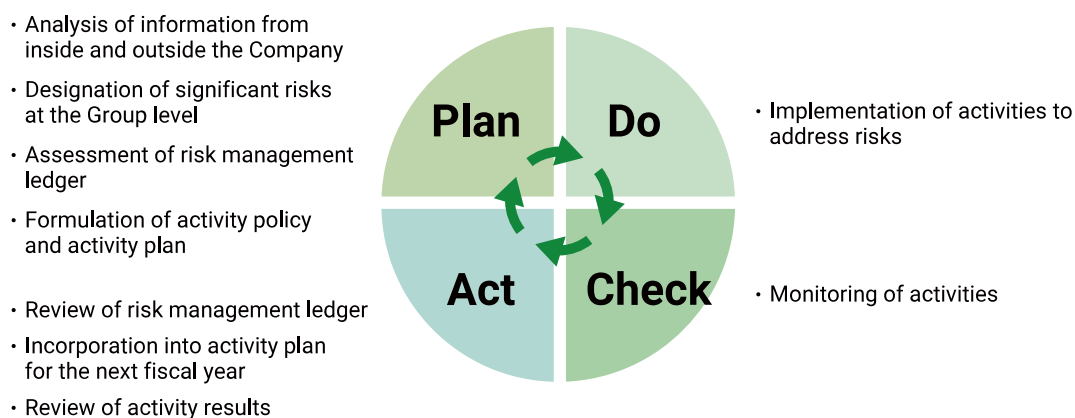 ・Analysis of information from
inside and outside the Company
・Designation of significant risks
at the Group level
・Assessment of risk management
ledger
・Formulation of activity policy
and activity plan
Plan
Do
・Implementation of activities to
address risks
Act
・Review of risk management ledger
・Incorporation into activity plan
for the next fiscal year
・Review of activity results
Check
・Monitoring of activities